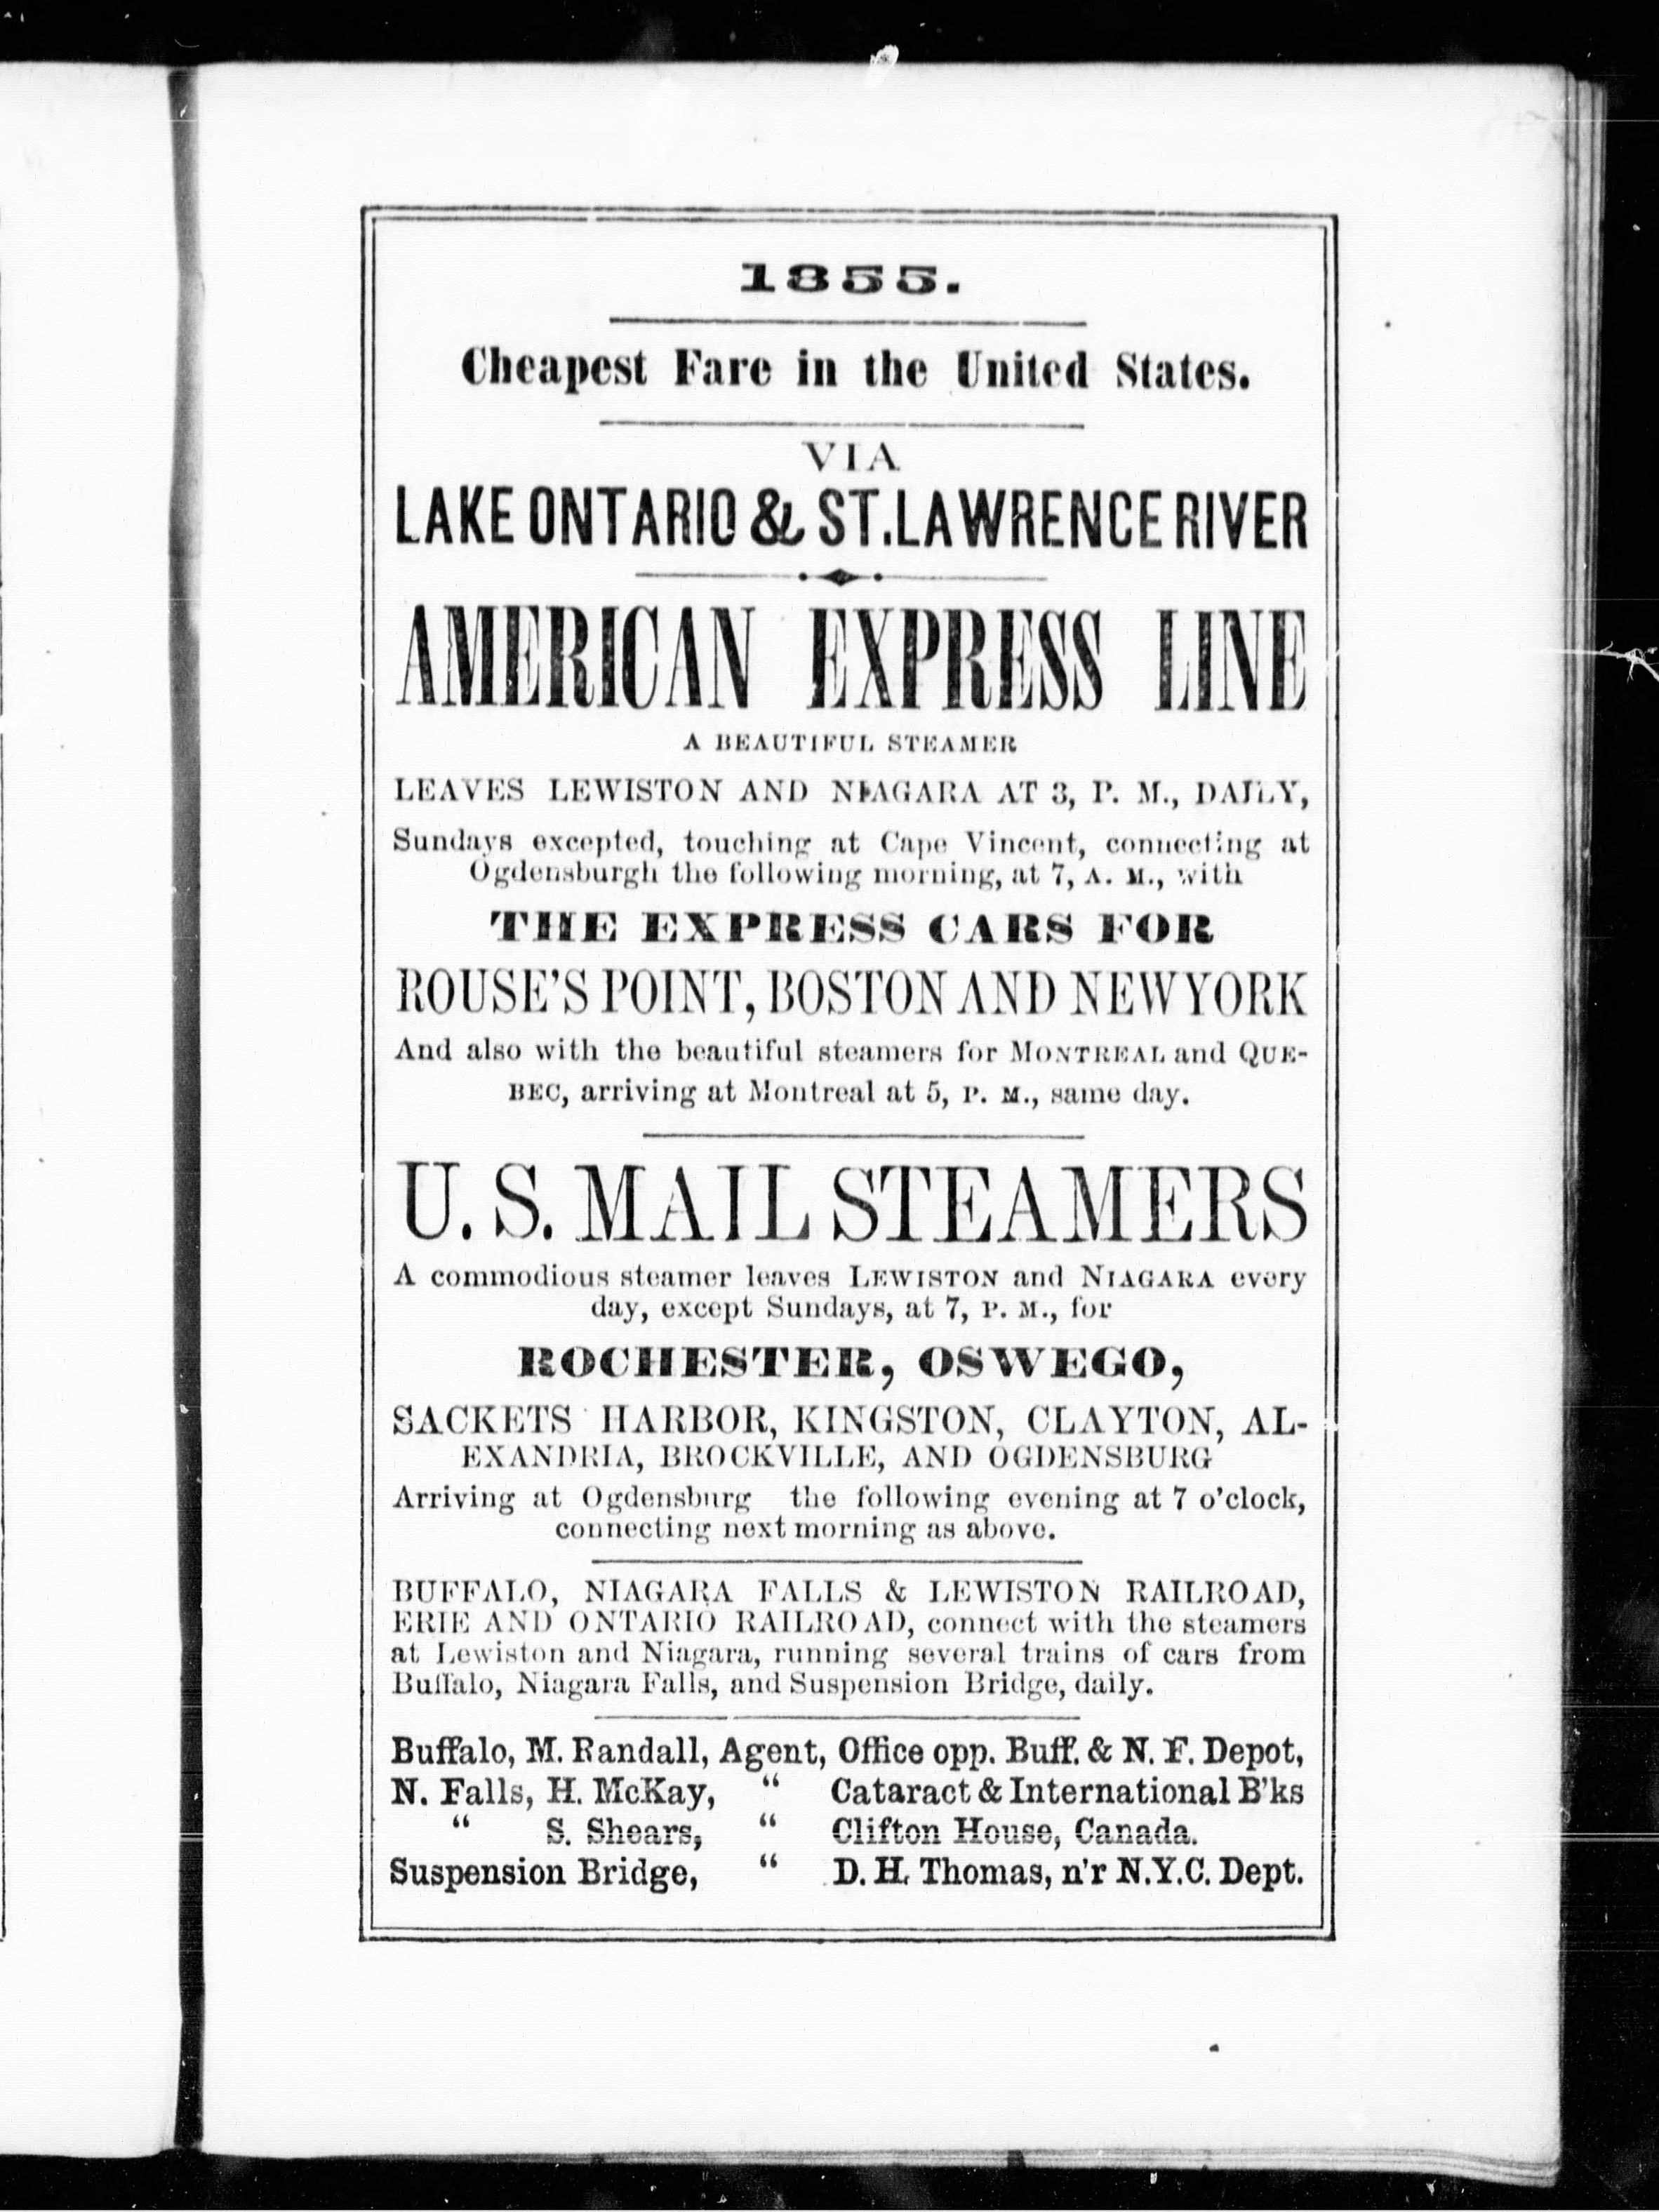 1855.
Cheapest Fare in the United States.
VIA
LAKE ONTARIO & ST. LAWRENCE RIVER
AMERICAN EXPRESS LINE
A BEAUTIFUL STEAMER
LEAVES LEWISTON AND NIAGARA AT 3, P. M., DAILY,
Sundays excepted, touching at Cape Vincent, connecting at
Ogdensburgh the following morning, at 7, A. M., with
THE EXPRESS CARS FOR
ROUSE'S POINT, BOSTON AND NEW YORK
And also with the beautiful steamers for MONTREAL and QUE-
BEC, arriving at Montreal at 5, P. M., same day.
U. S. MAIL STEAMERS
A commodious steamer leaves LEWISTON and NIAGARA every
day, except Sundays, at 7, P. M., for
ROCHESTER, OSWEGO,
SACKETS HARBOR, KINGSTON, CLAYTON, AL-
EXANDRIA, BROCKVILLE, AND OGDENSBURG
Arriving at Ogdensburg the following evening at 7 o'clock,
connecting next morning as above.
BUFFALO, NIAGARA FALLS & LEWISTON RAILROAD,
ERIE AND ONTARIO RAILROAD, connect with the steamers
at Lewiston and Niagara, running several trains of cars from
Buffalo, Niagara Falls, and Suspension Bridge, daily.
Buffalo, M. Randall, Agent, Office opp. Buff. & N. F. Depot,
N. Falls, H. McKay, " Cataract & International B'ks
" S. Shears, " Clifton House, Canada.
Suspension Bridge, " D. H. Thomas, n'r N.Y.C. Dept.